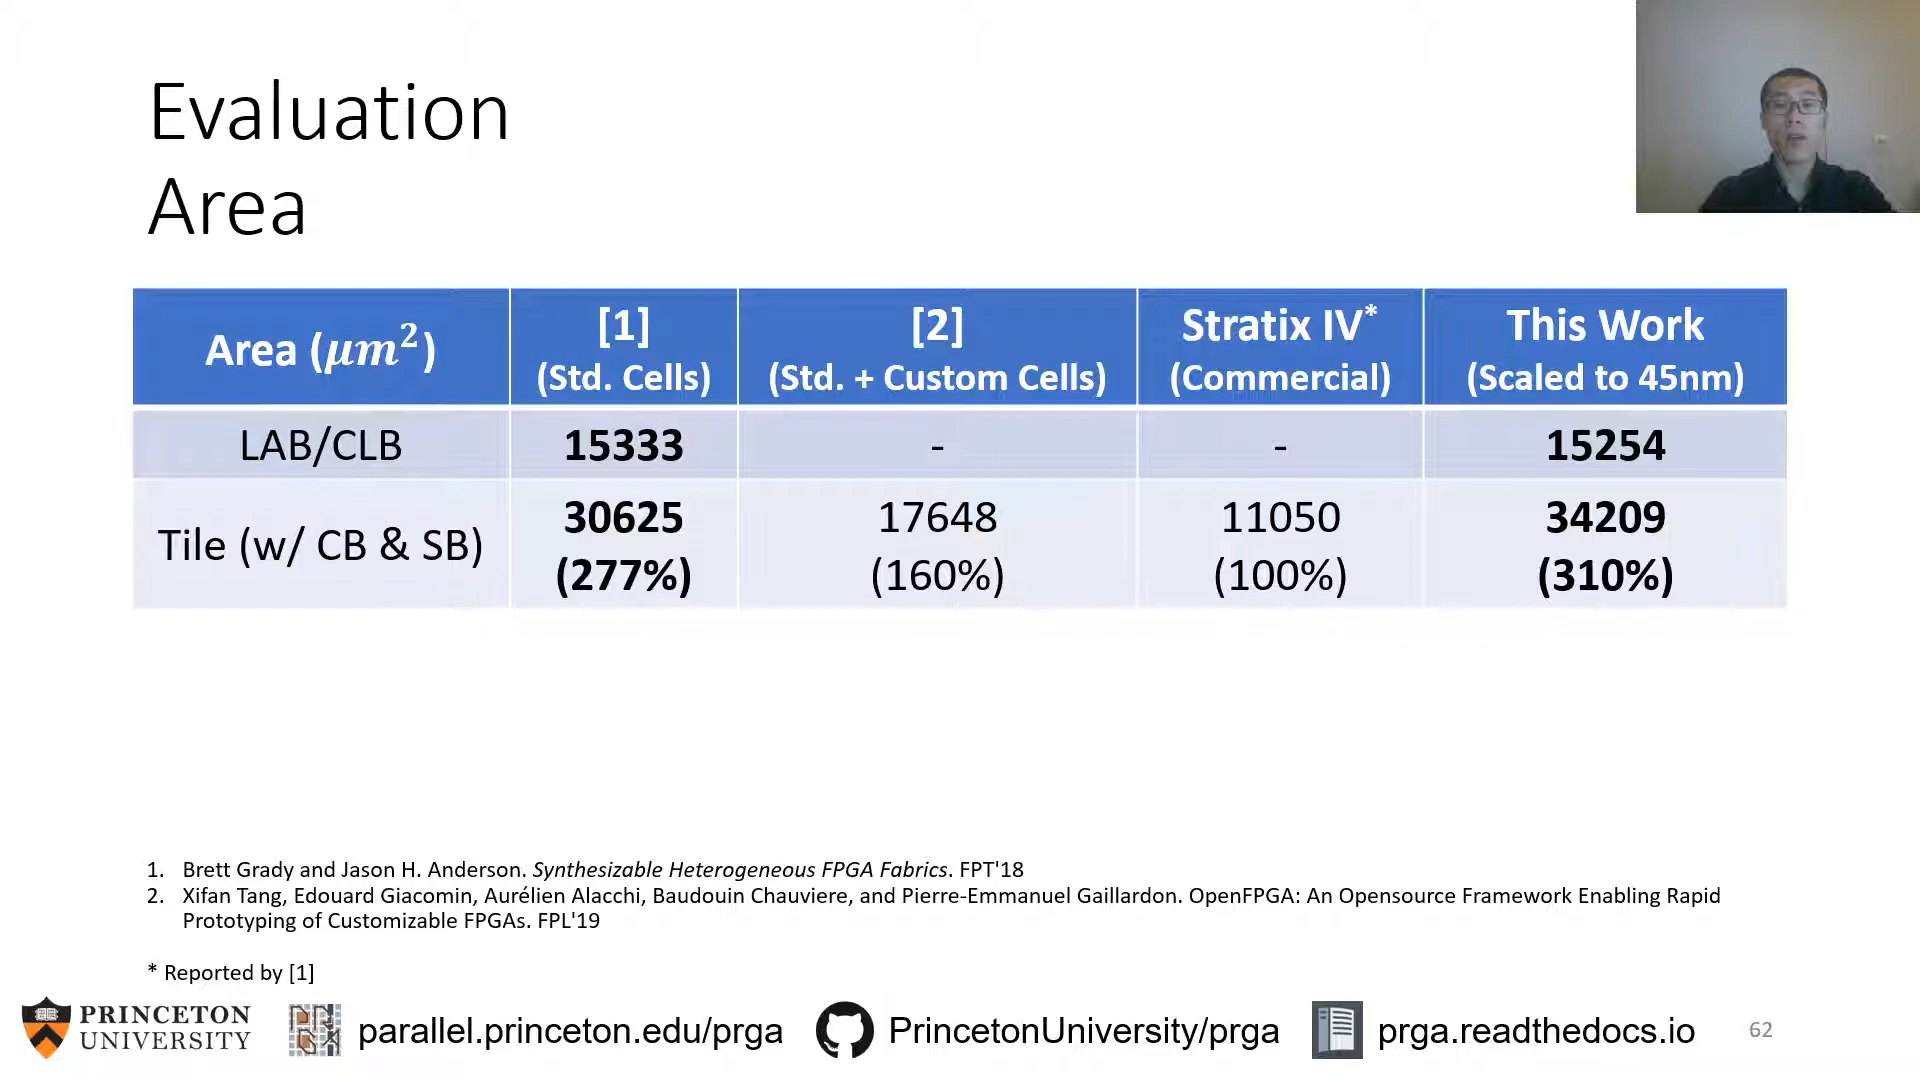 Evaluation
Area
Area (μm²)
[1]
(Std. Cells)
[2]
(Std. + Custom Cells)
Stratix IV*
(Commercial)
This Work
(Scaled to 45nm)
LAB/CLB
15333
-
-
15254
Tile (w/ CB & SB)
30625
(277%)
17648
(160%)
11050
(100%)
34209
(310%)
1. Brett Grady and Jason H. Anderson. Synthesizable Heterogeneous FPGA Fabrics. FPT'18
2. Xifan Tang, Edouard Giacomin, Aurélien Alacchi, Baudouin Chauviere, and Pierre-Emmanuel Gaillardon. OpenFPGA: An Opensource Framework Enabling Rapid
Prototyping of Customizable FPGAs. FPL'19
* Reported by [1]
PRINCETON
UNIVERSITY
parallel.princeton.edu/prga
PrincetonUniversity/prga
prga.readthedocs.io
62